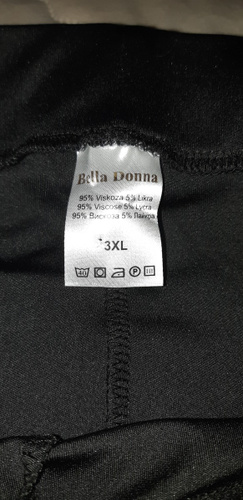 Bella Donna
95% Viskoza 5% Likra
95% Viscose 5% Lycra
95% Вискоза 5% Лайкра
3XL